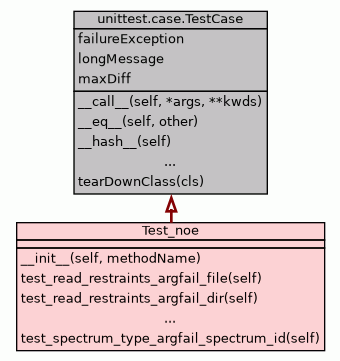 unittest.case.TestCase
failureException
longMessage
maxDiff
__call__(self, *args, **kwds)
__eq__(self, other)
__hash__(self)
...
tearDownClass(cls)
Test_noe
__init__(self, methodName)
test_read_restraints_argfail_file(self)
test_read_restraints_argfail_dir(self)
...
test_spectrum_type_argfail_spectrum_id(self)